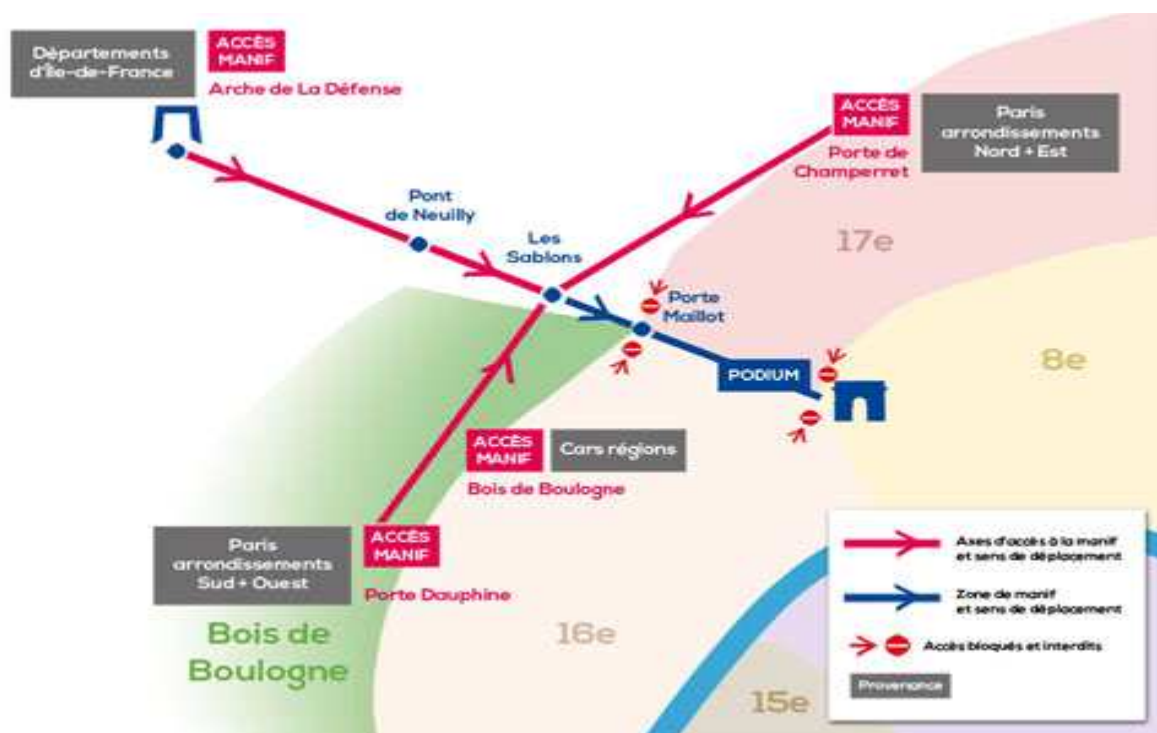 Départements
d'Île-de-France
ACCÈS
MANIF
Arche de La Défense
ACCÈS
MANIF
Porte de
Champerret
Paris
arrondissements
Nord + Est
Pont
de Neuilly
Les
Sablons
17e
Porte
Maillot
8e
PODIUM
ACCÈS
MANIF
Cars régions
Bois de Boulogne
Paris
arrondissements
Sud + Ouest
ACCÈS
MANIF
Porte Dauphine
Bois de
Boulogne
16e
15e
Axes d'accès à la manif
et sens de déplacement
Zone de manif
et sens de déplacement
Accès bloqués et interdits
Provenance